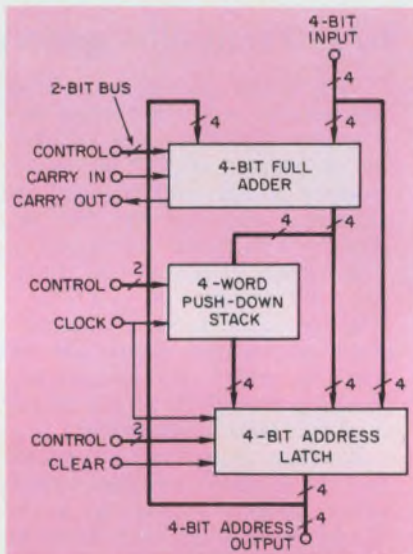 4-BIT
INPUT
4
2-BIT BUS
4
4
CONTROL
CARRY IN
CARRY OUT
4-BIT FULL
ADDER
4
4
CONTROL
2
4-WORD
PUSH-DOWN
STACK
CLOCK
4
4
4
CONTROL
2
4-BIT ADDRESS
LATCH
CLEAR
4
4-BIT ADDRESS
OUTPUT
4